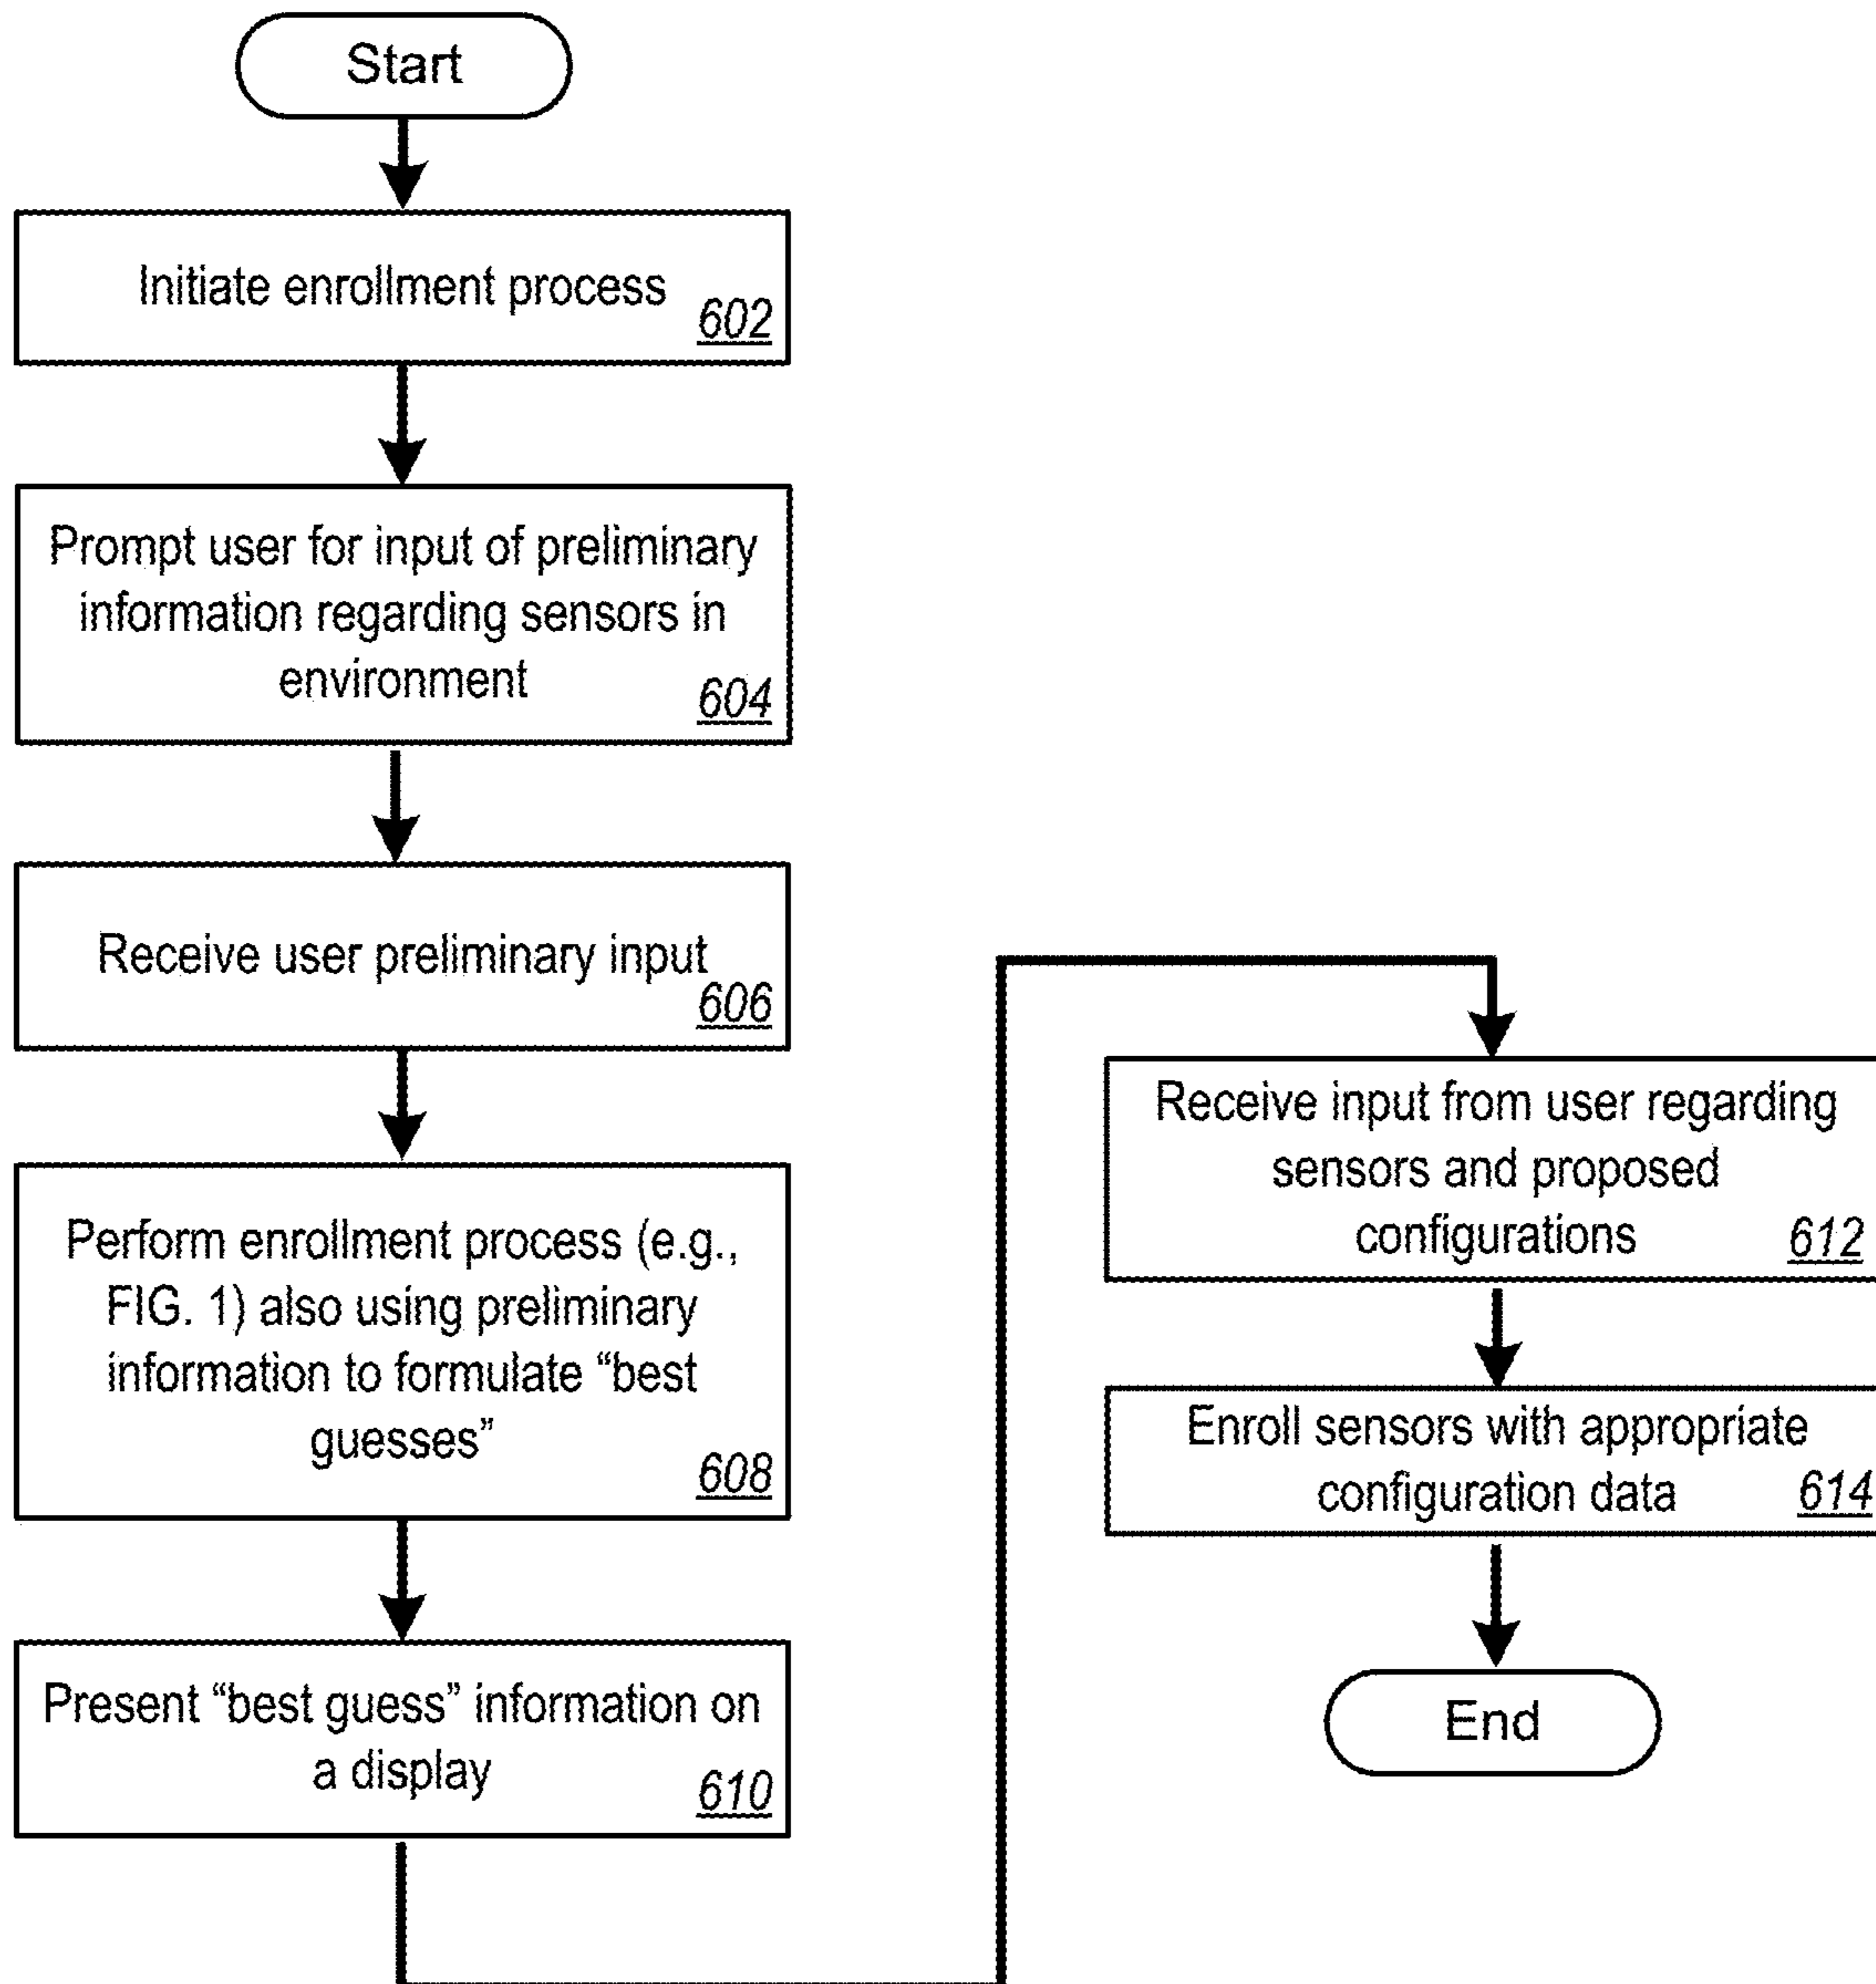 Start
Initiate enrollment process
602
Prompt user for input of preliminary
information regarding sensors in
environment
604
Receive user preliminary input
606
Perform enrollment process (e.g.,
FIG. 1) also using preliminary
information to formulate “best
guesses”
608
Present “best guess” information on
a display
610
Receive input from user regarding
sensors and proposed
configurations
612
Enroll sensors with appropriate
configuration data
614
End